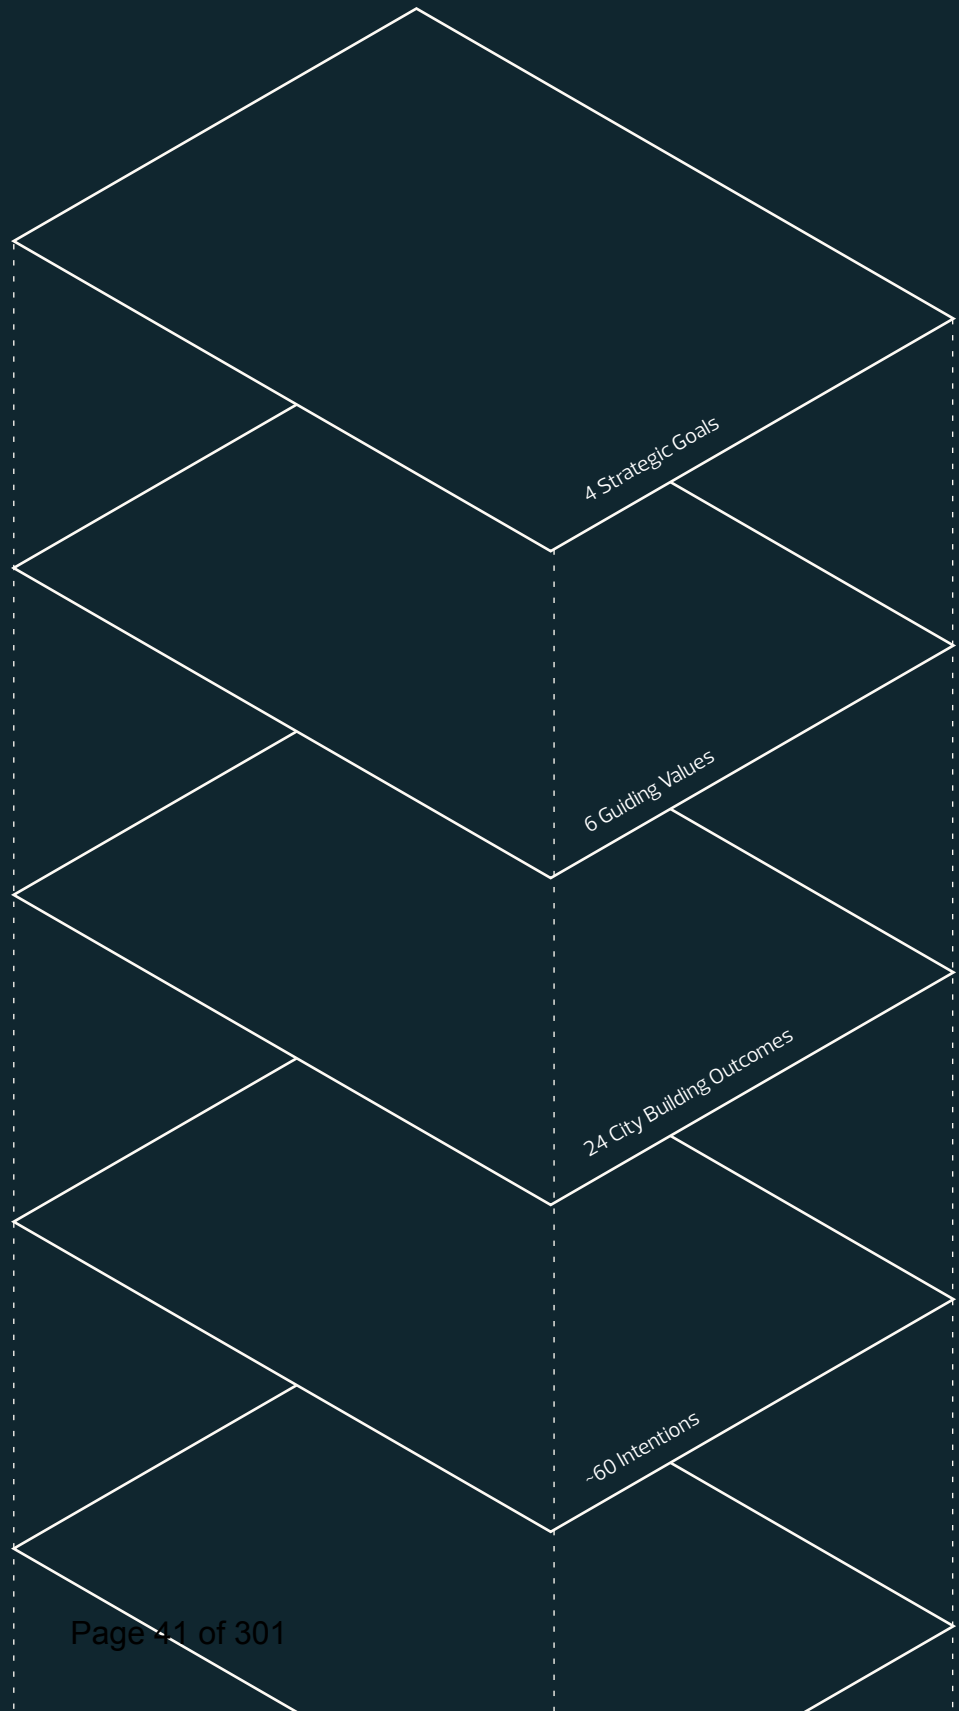 4 Strategic Goals
6 Guiding Values
24 City Building Outcomes
~60 Intentions
Page 41 of 301